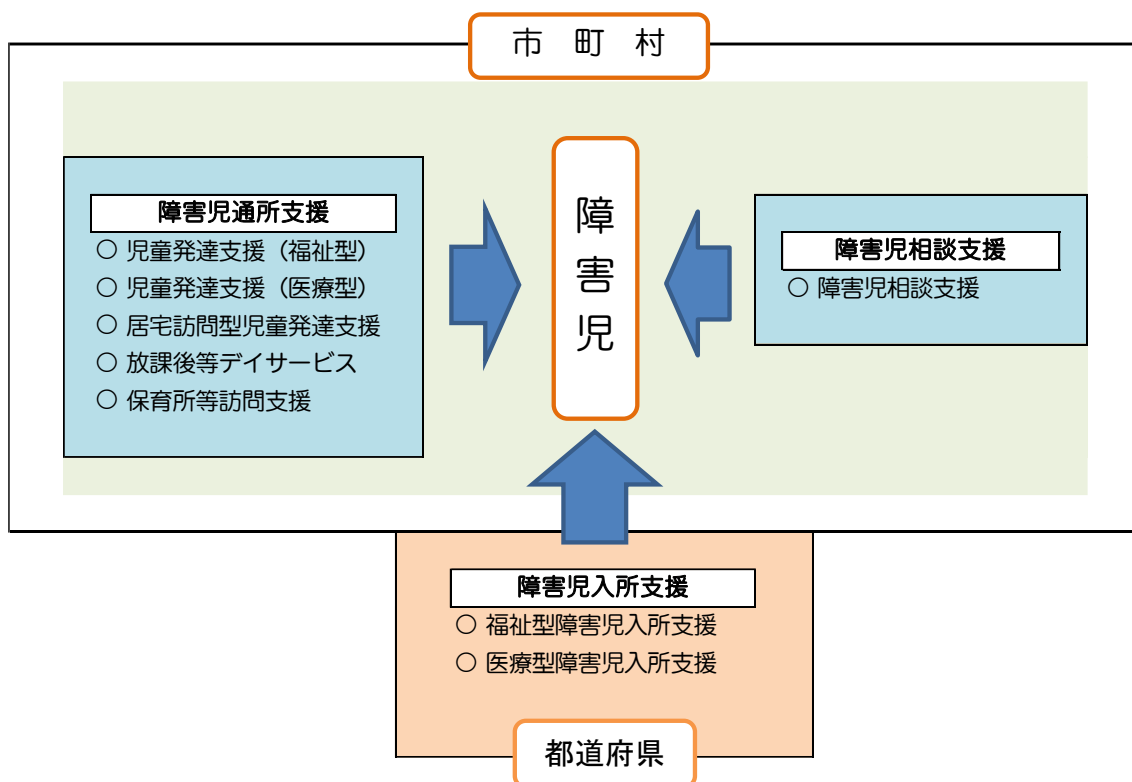 市町村
障害児通所支援
○ 児童発達支援（福祉型）
○ 児童発達支援（医療型）
○ 居宅訪問型児童発達支援
○ 放課後等デイサービス
○ 保育所等訪問支援
障害児
障害児相談支援
○ 障害児相談支援
障害児入所支援
○ 福祉型障害児入所支援
○ 医療型障害児入所支援
都道府県